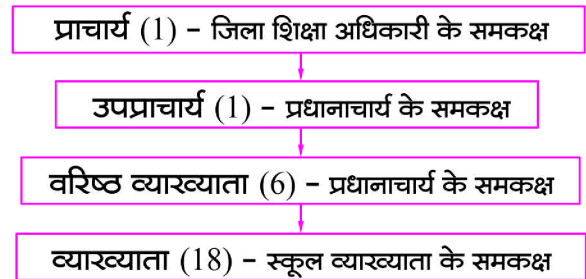 प्राचार्य (1) – जिला शिक्षा अधिकारी के समकक्ष
उपप्राचार्य (1) – प्रधानाचार्य के समकक्ष
वरिष्ठ व्याख्याता (6) – प्रधानाचार्य के समकक्ष
व्याख्याता (18) – स्कूल व्याख्याता के समकक्ष